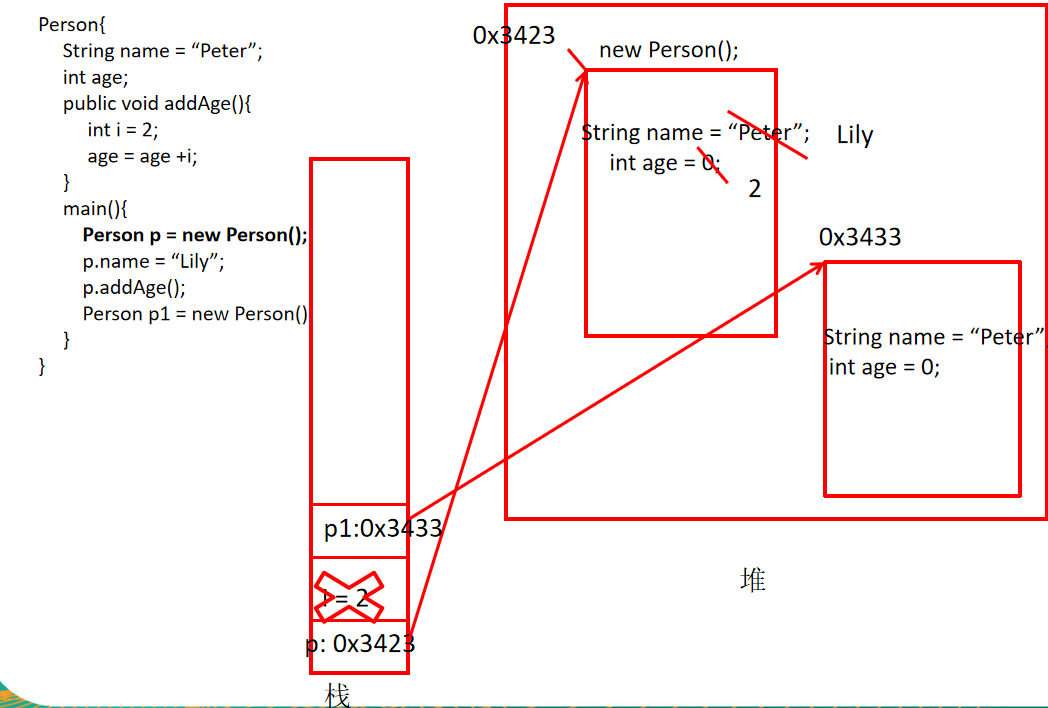 Person{
String name = “Peter”;
int age;
public void addAge(){
int i = 2;
age = age +i;
}
main(){
Person p = new Person();
p.name = “Lily”;
p.addAge();
Person p1 = new Person()
}
}
0x3423
new Person();
String name = “Peter”;
Lily
int age = 0;
2
0x3433
String name = “Peter”
int age = 0;
p1:0x3433
i = 2
p: 0x3423
栈
堆